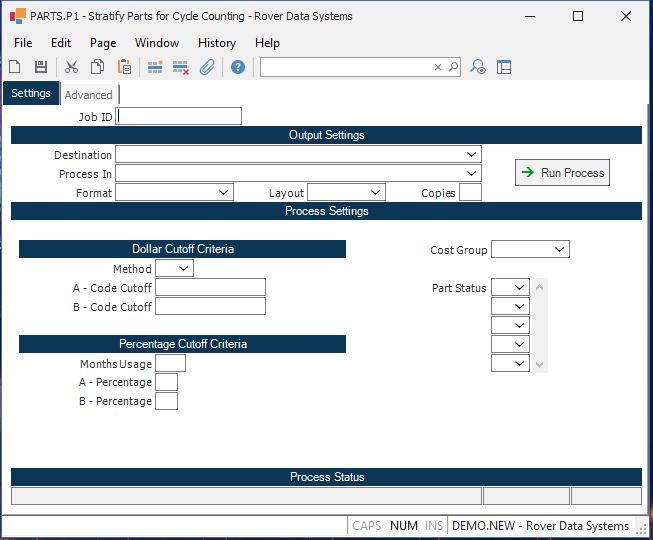 PARTS.P1 - Stratify Parts for Cycle Counting - Rover Data Systems
File Edit Page Window History Help
Settings Advanced
Job ID
Output Settings
Destination
Process In
Run Process
Format Layout Copies
Process Settings
Dollar Cutoff Criteria Cost Group
Method
A - Code Cutoff Part Status
B - Code Cutoff
Percentage Cutoff Criteria
Months Usage
A - Percentage
B - Percentage
Process Status
CAPS NUM INS DEMO.NEW - Rover Data Systems